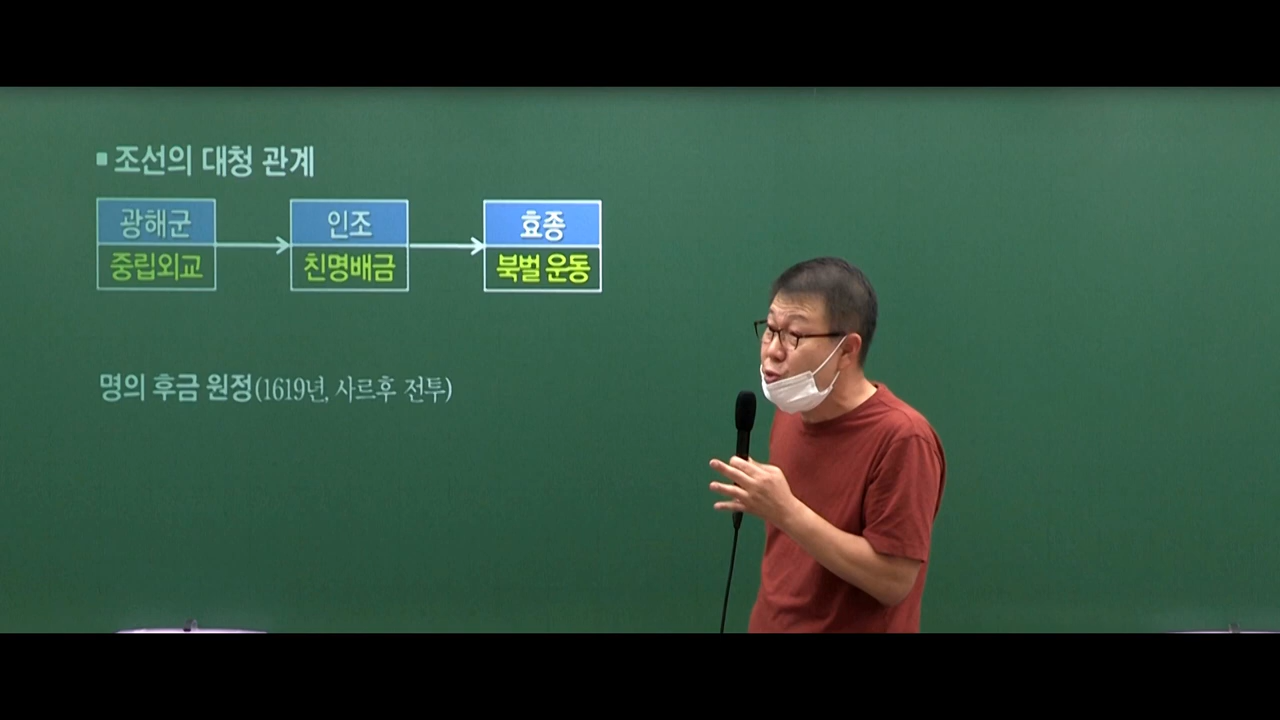 ▪ 조선의 대청 관계
광해군 인조 효종
중립외교 친명배금 북벌 운동
명의 후금 원정(1619년, 사르후 전투)